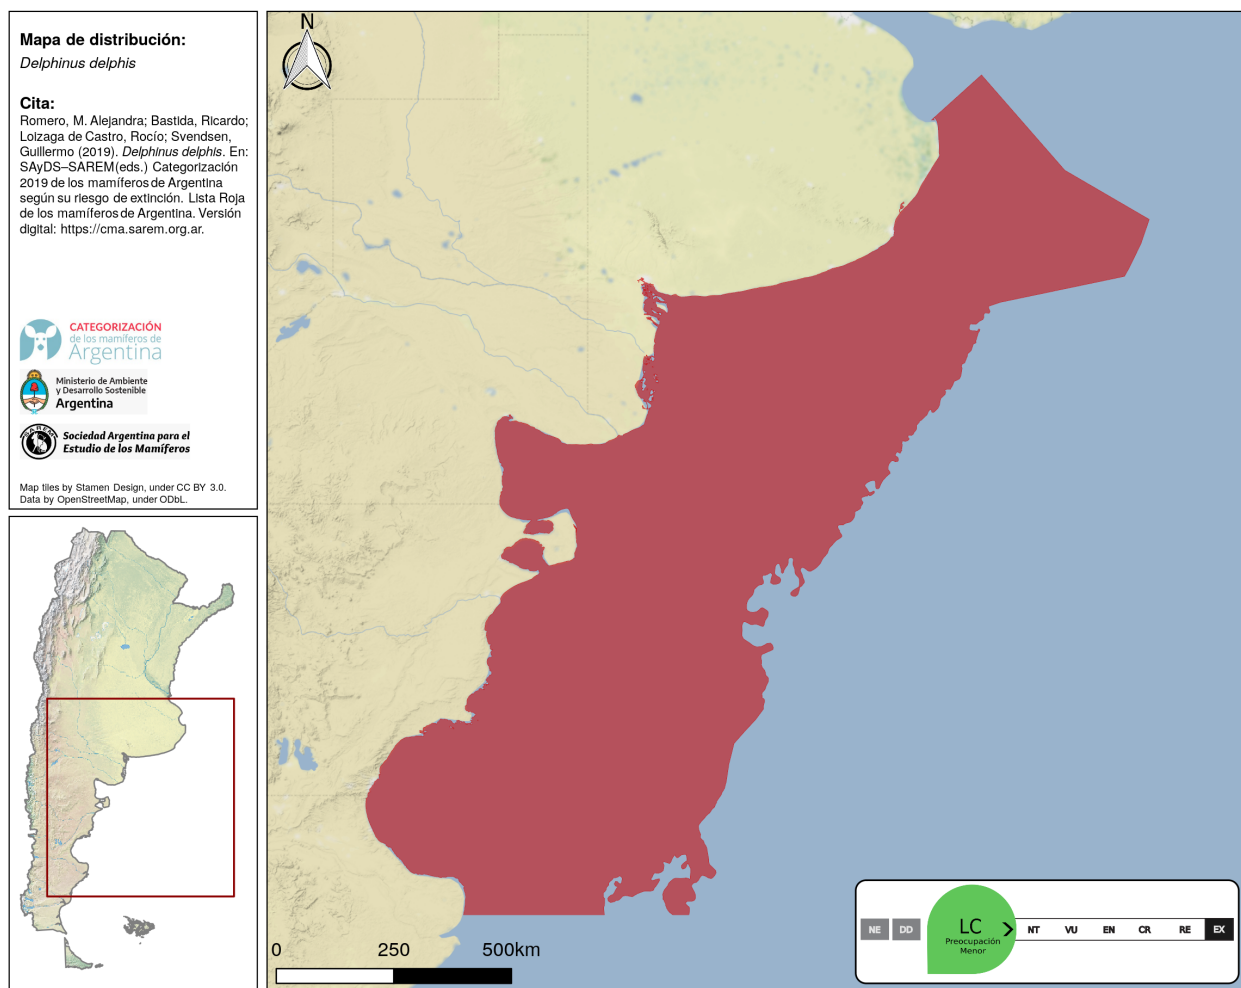 Mapa de distribución:
Delphinus delphis
Cita:
Romero, M. Alejandra; Bastida, Ricardo;
Loizaga de Castro, Rocío; Svendsen,
Guillermo (2019). Delphinus delphis. En:
SAyDS–SAREM(eds.) Categorización
2019 de los mamíferos de Argentina
según su riesgo de extinción. Lista Roja
de los mamíferos de Argentina. Versión
digital: https://cma.sarem.org.ar.
CATEGORIZACIÓN
de los mamíferos de
Argentina
Ministerio de Ambiente
y Desarrollo Sostenible
Argentina
SAREM
Sociedad Argentina para el
Estudio de los Mamíferos
Map tiles by Stamen Design, under CC BY 3.0.
Data by OpenStreetMap, under ODbL.
N
0 250 500km
NE DD LC NT VU EN CR RE EX
Preocupación
Menor